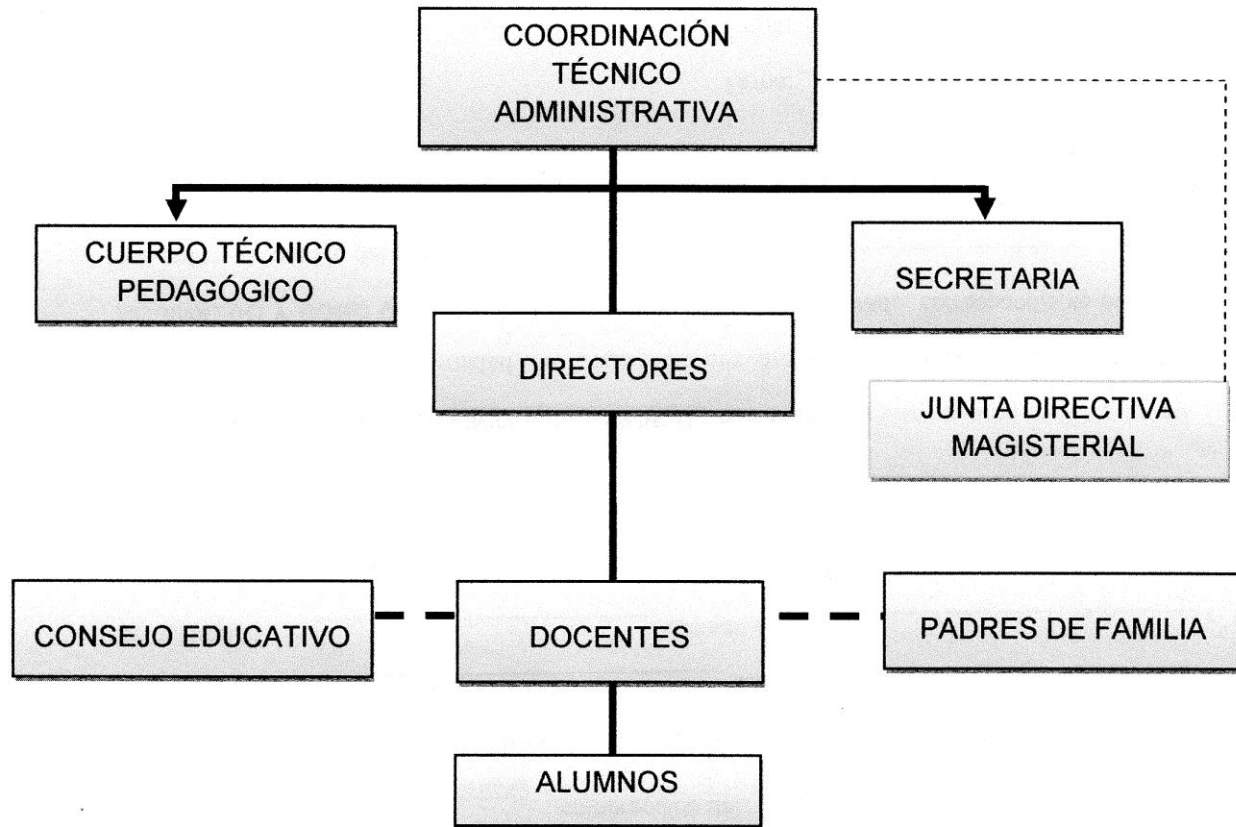 COORDINACIÓN
TÉCNICO
ADMINISTRATIVA
CUERPO TÉCNICO
PEDAGÓGICO
SECRETARIA
DIRECTORES
JUNTA DIRECTIVA
MAGISTERIAL
CONSEJO EDUCATIVO
DOCENTES
PADRES DE FAMILIA
ALUMNOS